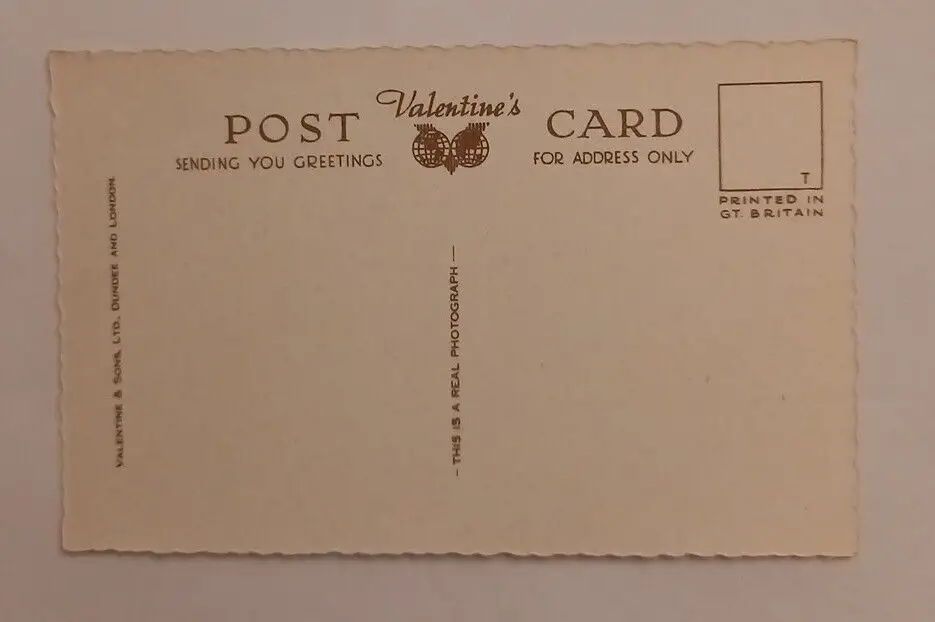 Valentine's
POST CARD
SENDING YOU GREETINGS
FOR ADDRESS ONLY
T
PRINTED IN
GT. BRITAIN
VALENTINE & SONS, LTD., DUNDEE AND LONDON.
— THIS IS A REAL PHOTOGRAPH —